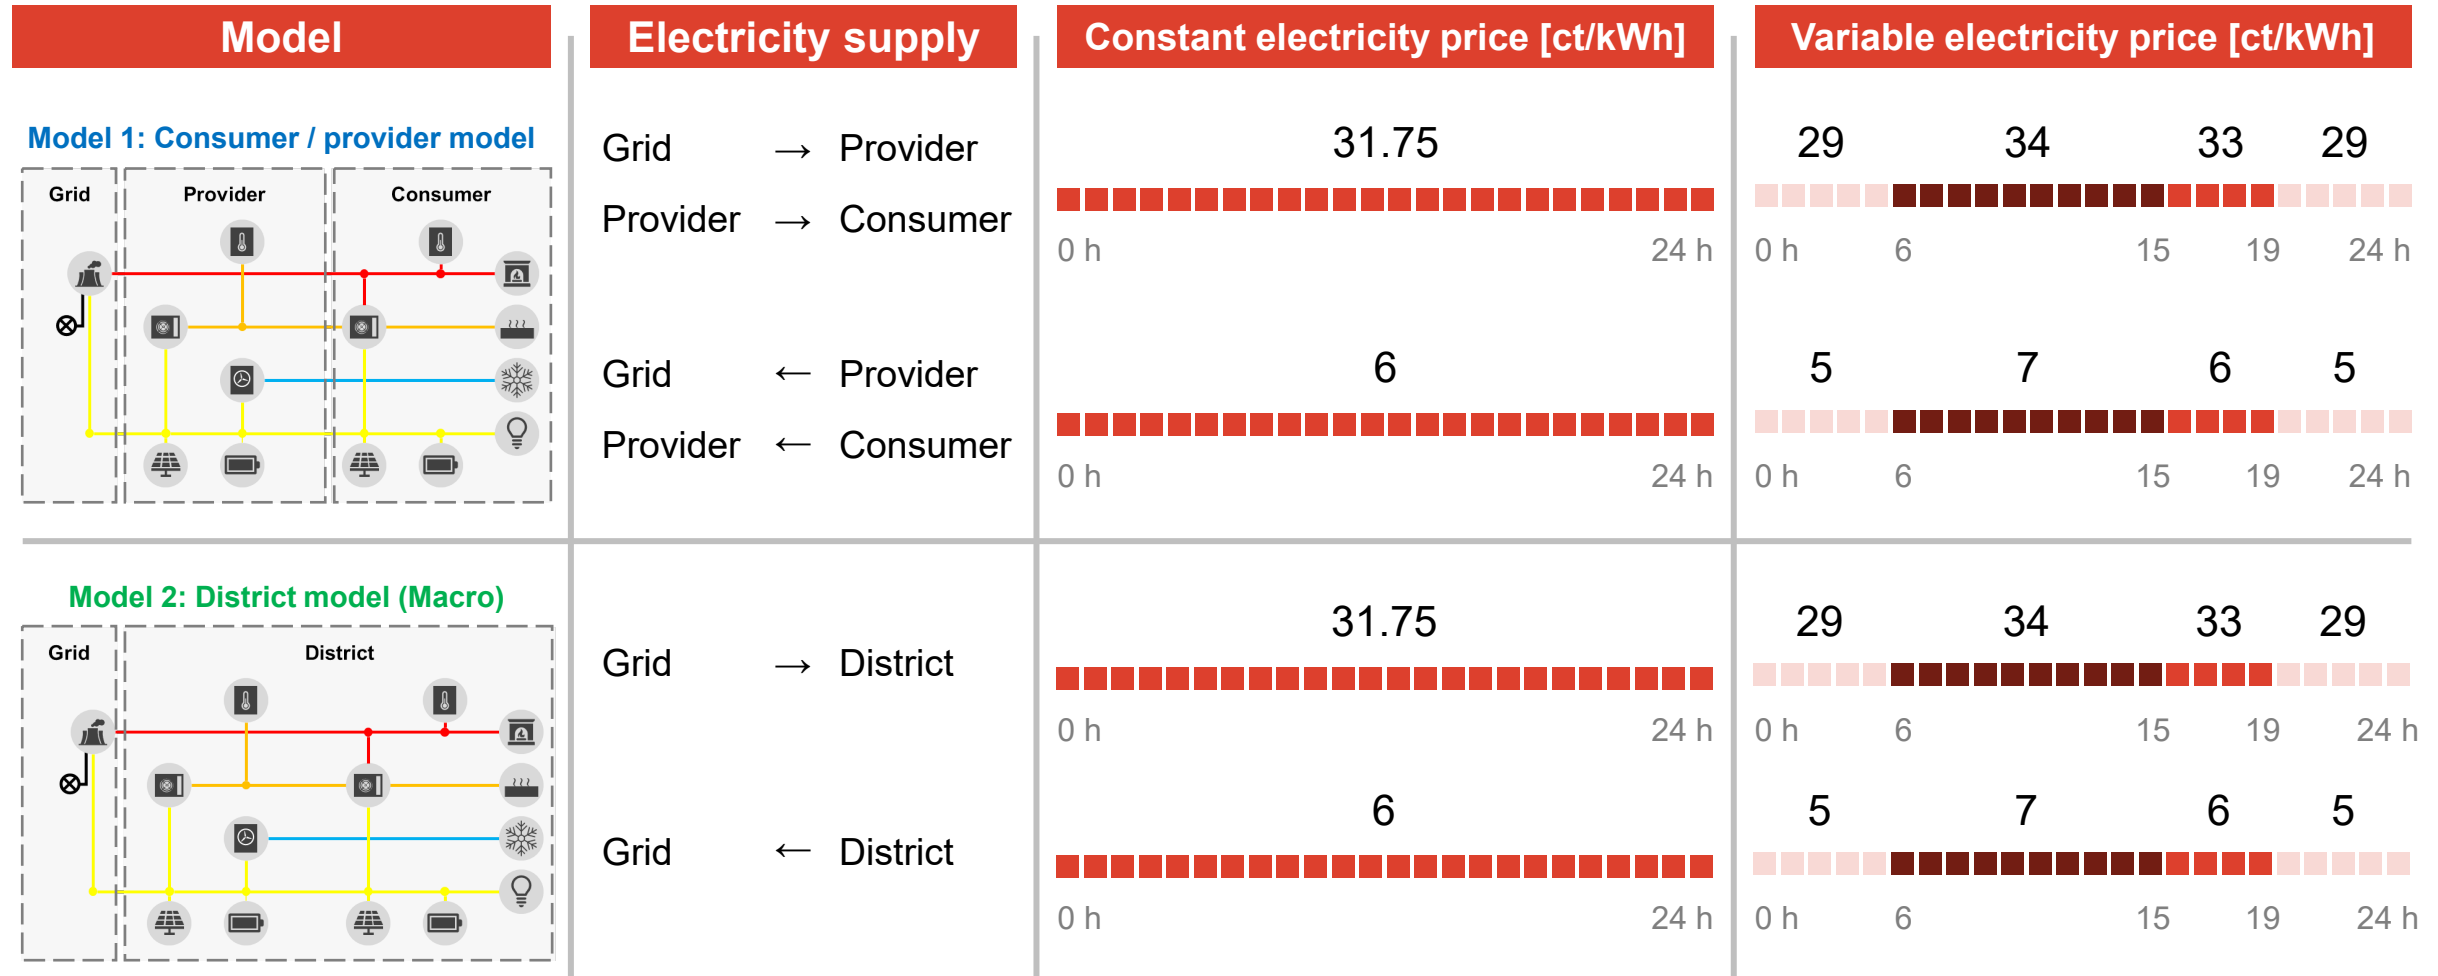 Model
Electricity supply
Constant electricity price [ct/kWh]
Variable electricity price [ct/kWh]
Model 1: Consumer / provider model
Grid
Provider
Consumer
Grid → Provider
Provider → Consumer
31.75
0 h 24 h
29 34 33 29
0 h 6 15 19 24 h
Grid ← Provider
Provider ← Consumer
6
0 h 24 h
5 7 6 5
0 h 6 15 19 24 h
Model 2: District model (Macro)
Grid
District
Grid → District
31.75
0 h 24 h
29 34 33 29
0 h 6 15 19 24 h
Grid ← District
6
0 h 24 h
5 7 6 5
0 h 6 15 19 24 h